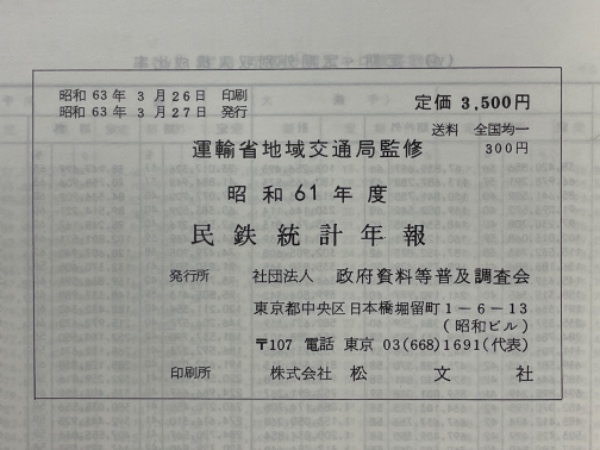 昭和 63 年 3 月 26 日 印刷
昭和 63 年 3 月 27 日 発行
定価 3,500円
送料 全国均一
300円
運輸省地域交通局監修
昭和 61 年度
民鉄統計年報
発行所 社団法人 政府資料等普及調査会
東京都中央区日本橋堀留町1-6-13
(昭和ビル)
〒107 電話 東京 03(668)1691(代表)
印刷所 株式会社 松文社